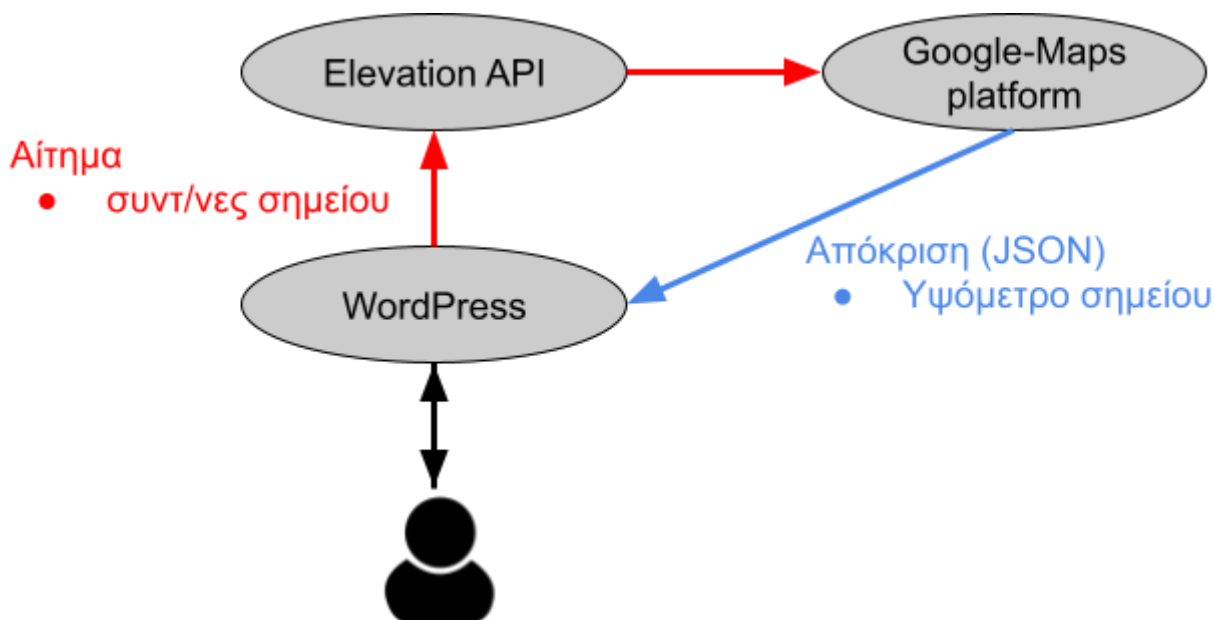 Elevation API
Google-Maps
platform
Αίτημα
● συντ/νες σημείου
Απόκριση (JSON)
● Υψόμετρο σημείου
WordPress